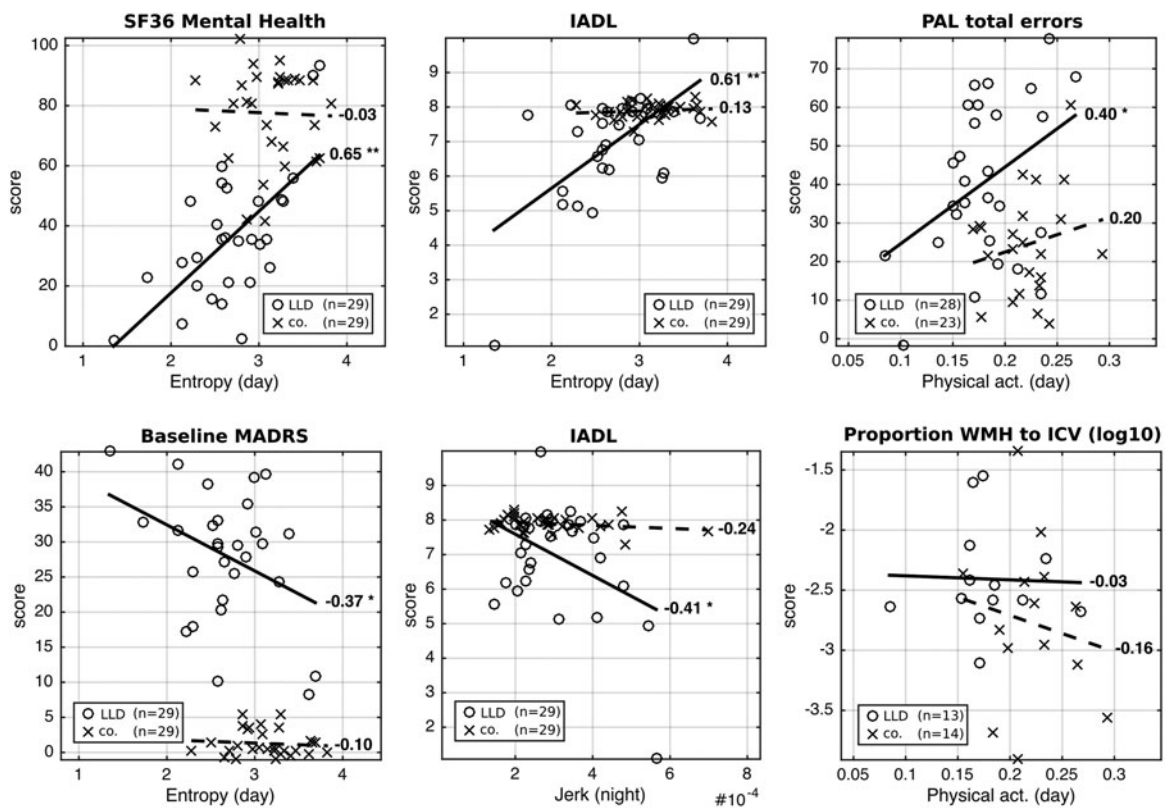 SF36 Mental Health
100
80
60
40
20
0
score
-0.03
0.65 **
LLD (n=29)
co. (n=29)
1 2 3 4
Entropy (day)
IADL
9
8
7
6
5
4
3
2
score
0.61 **
0.13
LLD (n=29)
co. (n=29)
1 2 3 4
Entropy (day)
PAL total errors
70
60
50
40
30
20
10
0
score
0.40 *
0.20
LLD (n=28)
co. (n=23)
0.05 0.1 0.15 0.2 0.25 0.3
Physical act. (day)
Baseline MADRS
40
35
30
25
20
15
10
5
0
score
-0.37 *
LLD (n=29)
co. (n=29)
-0.10
1 2 3 4
Entropy (day)
IADL
9
8
7
6
5
4
3
2
score
-0.24
-0.41 *
LLD (n=29)
co. (n=29)
2 4 6 8
Jerk (night) #10-4
Proportion WMH to ICV (log10)
-1.5
-2
-2.5
-3
-3.5
score
-0.03
-0.16
LLD (n=13)
co. (n=14)
0.05 0.1 0.15 0.2 0.25 0.3
Physical act. (day)